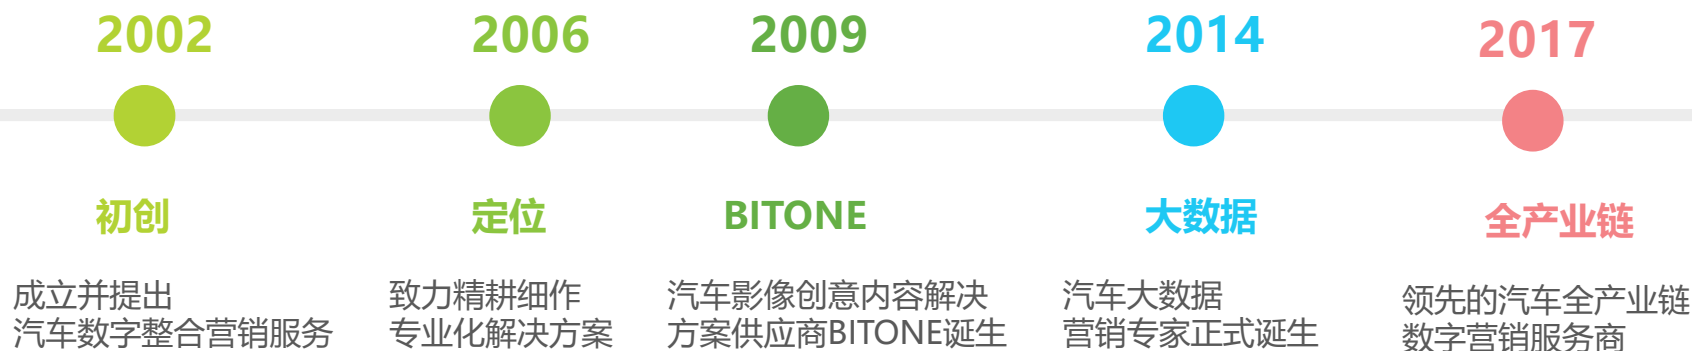 2002
初创
成立并提出
汽车数字整合营销服务
2006
定位
致力精耕细作
专业化解决方案
2009
BITONE
汽车影像创意内容解决
方案供应商BITONE诞生
2014
大数据
汽车大数据
营销专家正式诞生
2017
全产业链
领先的汽车全产业链
数字营销服务商